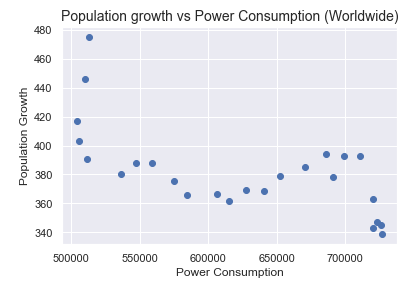 Population growth vs Power Consumption (Worldwide)
480
460
440
420
400
380
360
340
Population Growth
500000 550000 600000 650000 700000
Power Consumption